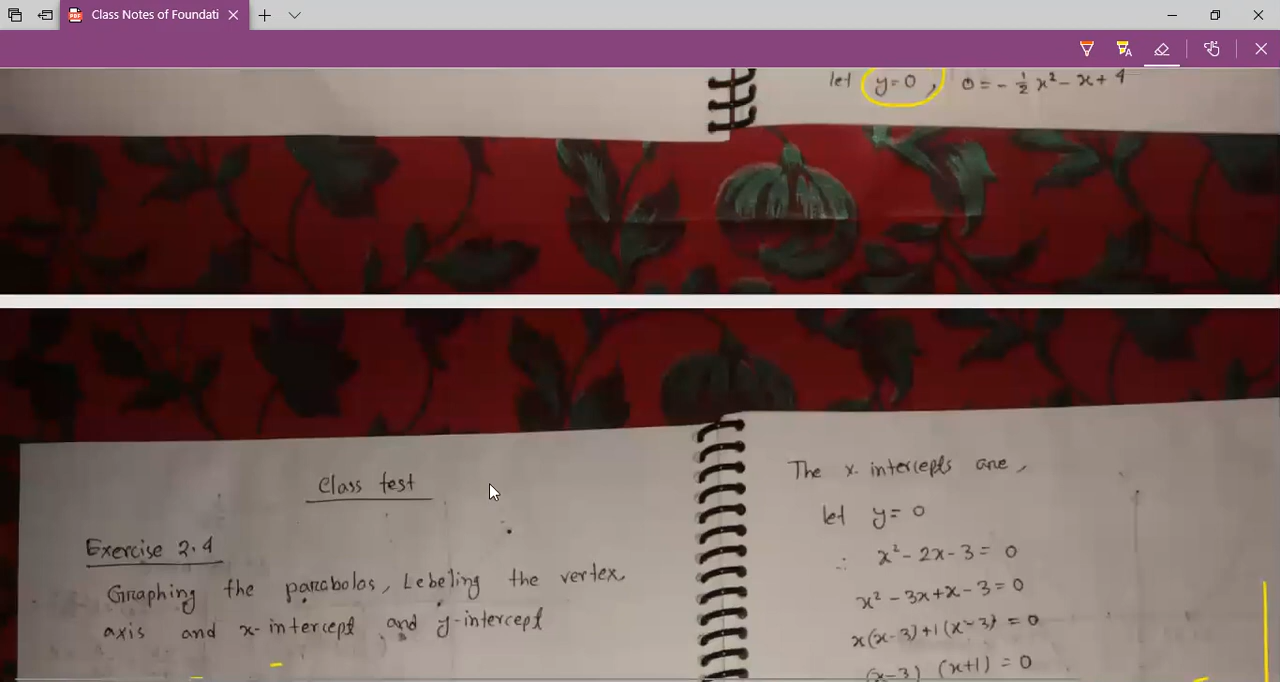 Class Notes of Foundati
let y=0, 0 = - 1/2 x² - x + 4
Class test
Exercise 2.4
Graphing the parabolas, Lebeling the vertex,
axis and x-intercept, and y-intercept
The x-intercepts are,
let y = 0
∴ x² - 2x - 3 = 0
x² - 3x + x - 3 = 0
x(x-3) + 1(x-3) = 0
(x-3) (x+1) = 0